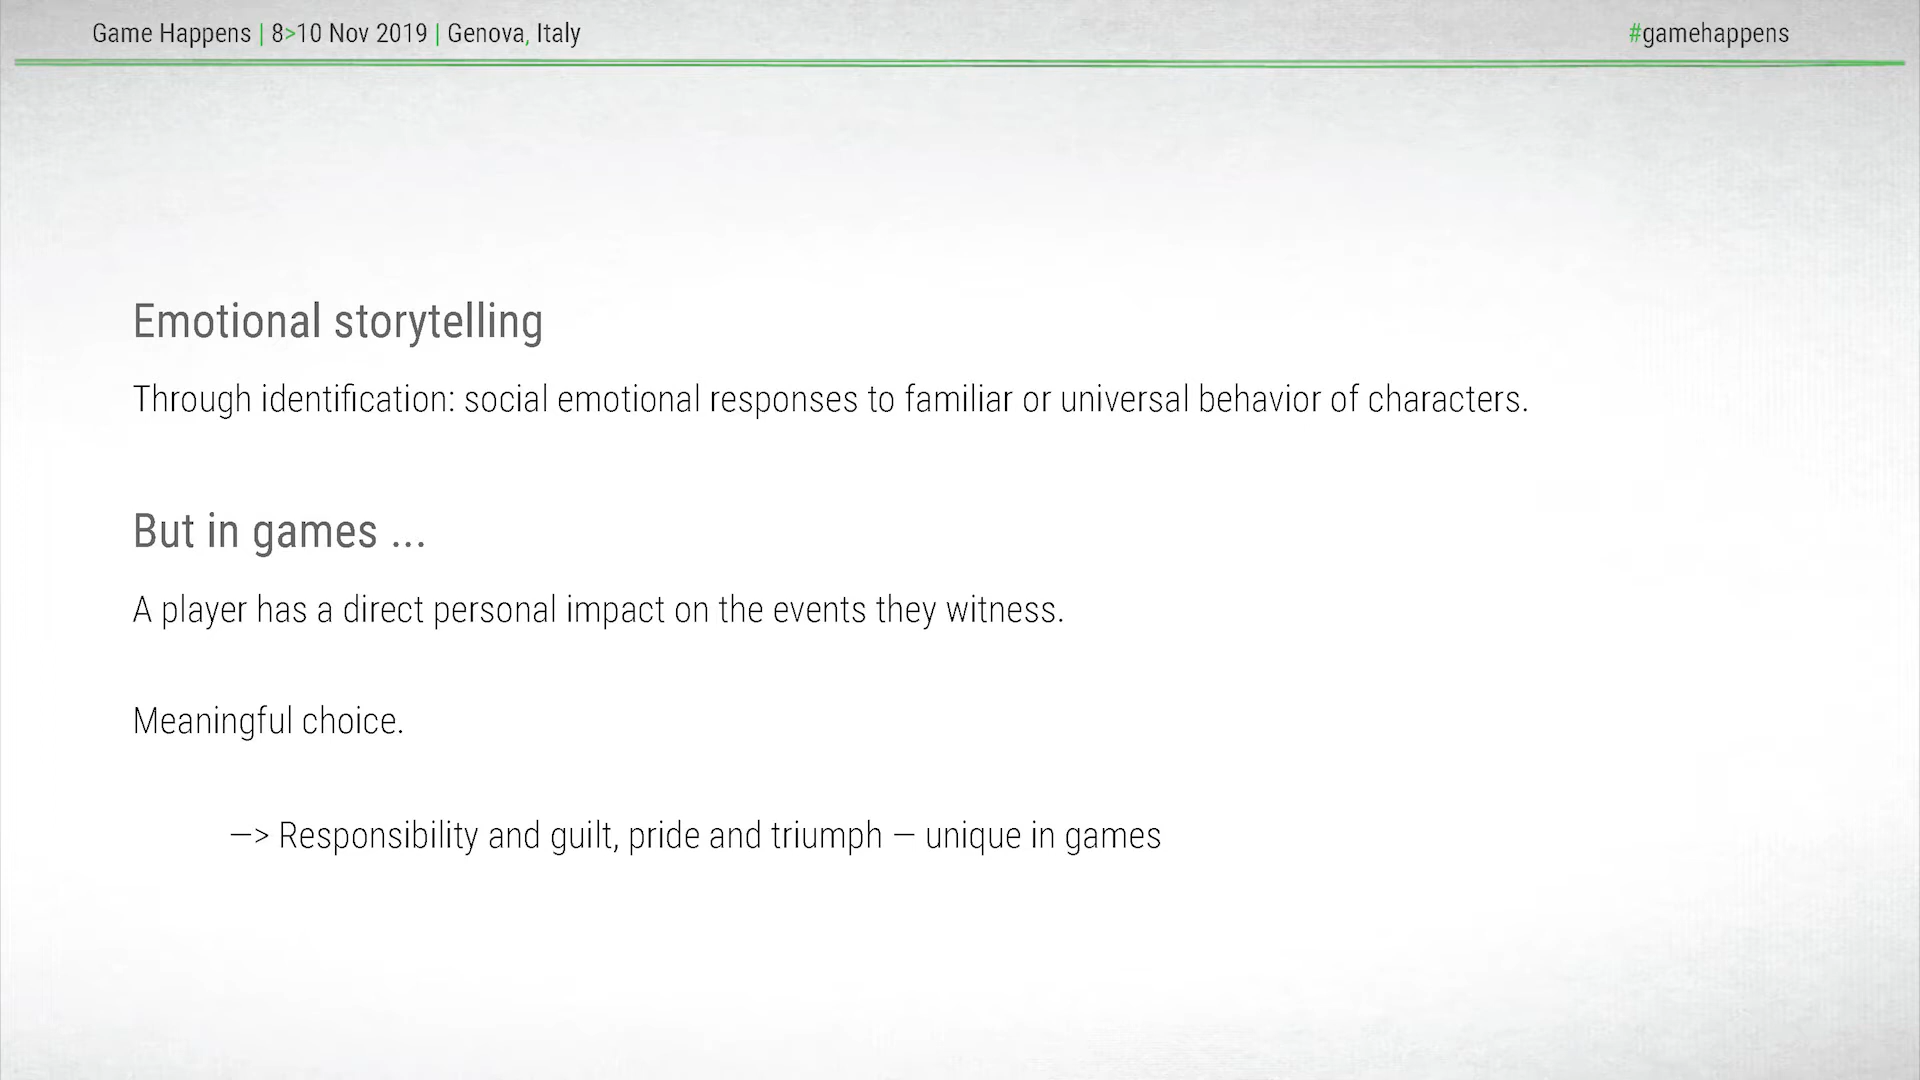 Game Happens | 8>10 Nov 2019 | Genova, Italy
#gamehappens
Emotional storytelling
Through identification: social emotional responses to familiar or universal behavior of characters.
But in games ...
A player has a direct personal impact on the events they witness.
Meaningful choice.
—> Responsibility and guilt, pride and triumph — unique in games